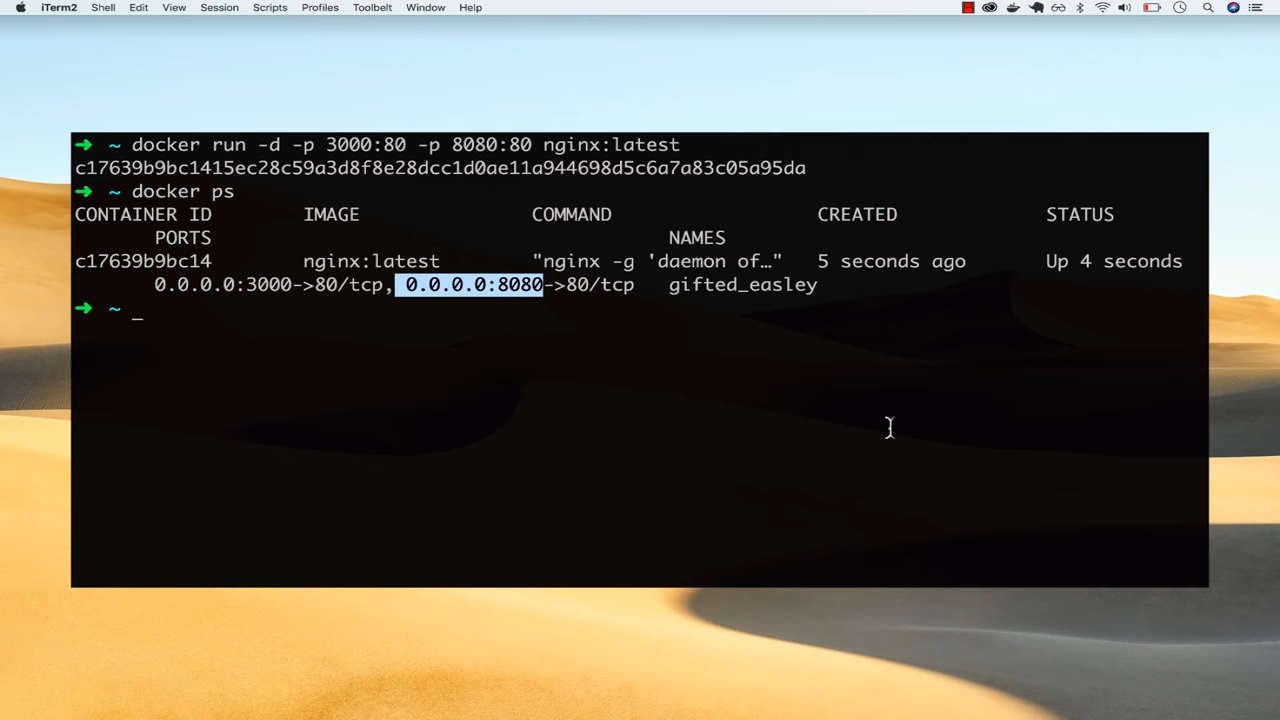 iTerm2 Shell Edit View Session Scripts Profiles Toolbelt Window Help
➜ ~ docker run -d -p 3000:80 -p 8080:80 nginx:latest
c17639b9bc1415ec28c59a3d8f8e28dcc1d0ae11a944698d5c6a7a83c05a95da
➜ ~ docker ps
CONTAINER ID IMAGE COMMAND CREATED STATUS
PORTS NAMES
c17639b9bc14 nginx:latest "nginx -g 'daemon of…" 5 seconds ago Up 4 seconds
0.0.0.0:3000->80/tcp, 0.0.0.0:8080->80/tcp gifted_easley
➜ ~ _